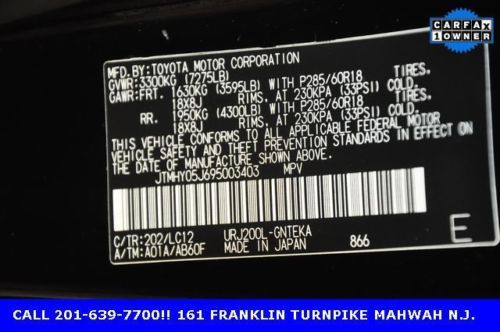 CARFAX
1 OWNER
MFD. BY: TOYOTA MOTOR CORPORATION
GVWR: 3300KG (7275LB)
GAWR: FRT. 1630KG (3595LB) WITH P285/60R18 TIRES.
18X8J RIMS. AT 230KPA (33PSI) COLD
RR. 1950KG (4300LB) WITH P285/60R18 TIRES.
18X8J RIMS. AT 230KPA (33PSI) COLD
THIS VEHICLE CONFORMS TO ALL APPLICABLE FEDERAL MOTOR
VEHICLE SAFETY AND THEFT PREVENTION STANDARDS IN EFFECT ON
THE DATE OF MANUFACTURE SHOWN ABOVE.
JTMHY05J695003403 MPV
C/TR: 202/LC12 URJ200L-GNTEKA
A/TM: A01A/AB60F MADE IN JAPAN 866 E
CALL 201-639-7700!! 161 FRANKLIN TURNPIKE MAHWAH N.J.